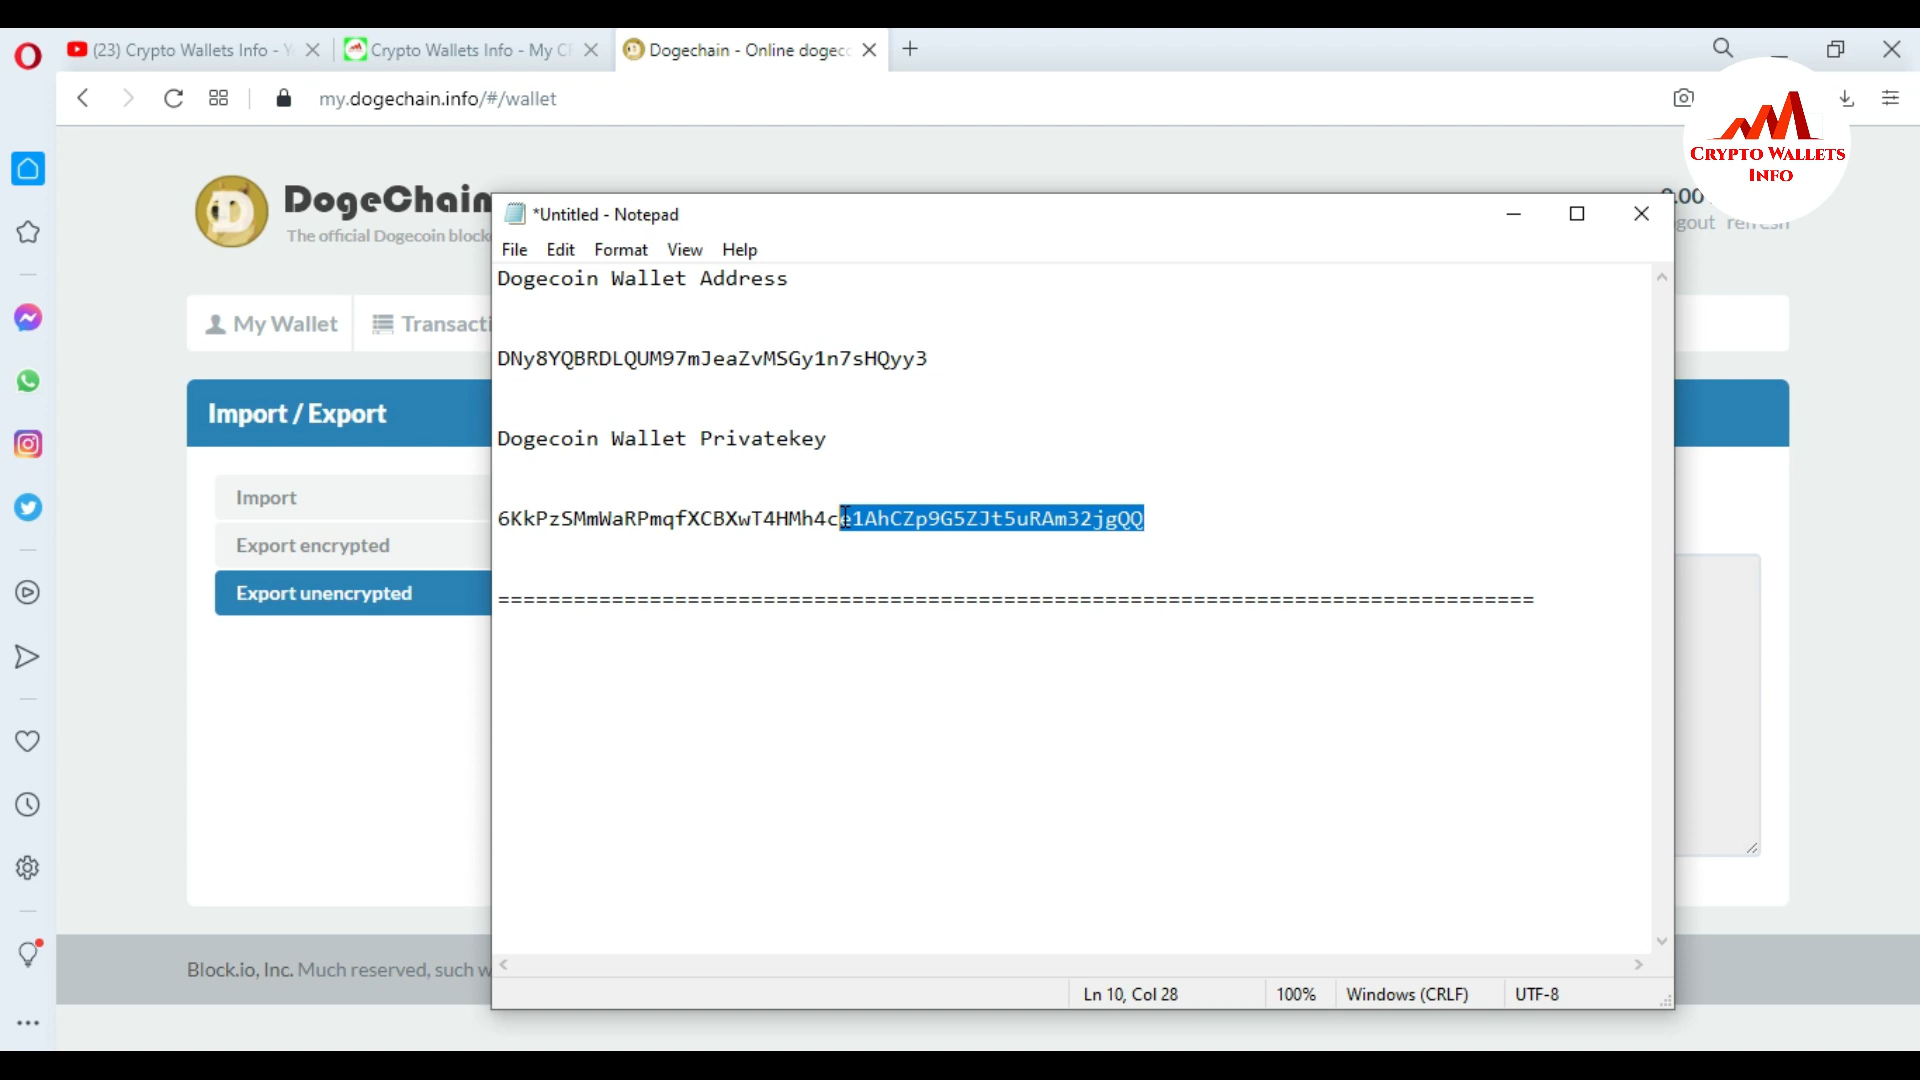 (23) Crypto Wallets Info - Y
Crypto Wallets Info - My C
Dogechain - Online dogec
my.dogechain.info/#/wallet
CRYPTO WALLETS
INFO
DogeChain
The official Dogecoin block
refresh
*Untitled - Notepad
File Edit Format View Help
Dogecoin Wallet Address
DNy8YQBRDLQUM97mJeaZvMSGy1n7sHQyy3
Dogecoin Wallet Privatekey
6KkPzSMmWaRPmqfXCBXwT4HMh4ce1AhCZp9G5ZJt5uRAm32jgQQ
==================================================================================
My Wallet
Transacti
Import / Export
Import
Export encrypted
Export unencrypted
Block.io, Inc. Much reserved, such w
Ln 10, Col 28
100%
Windows (CRLF)
UTF-8